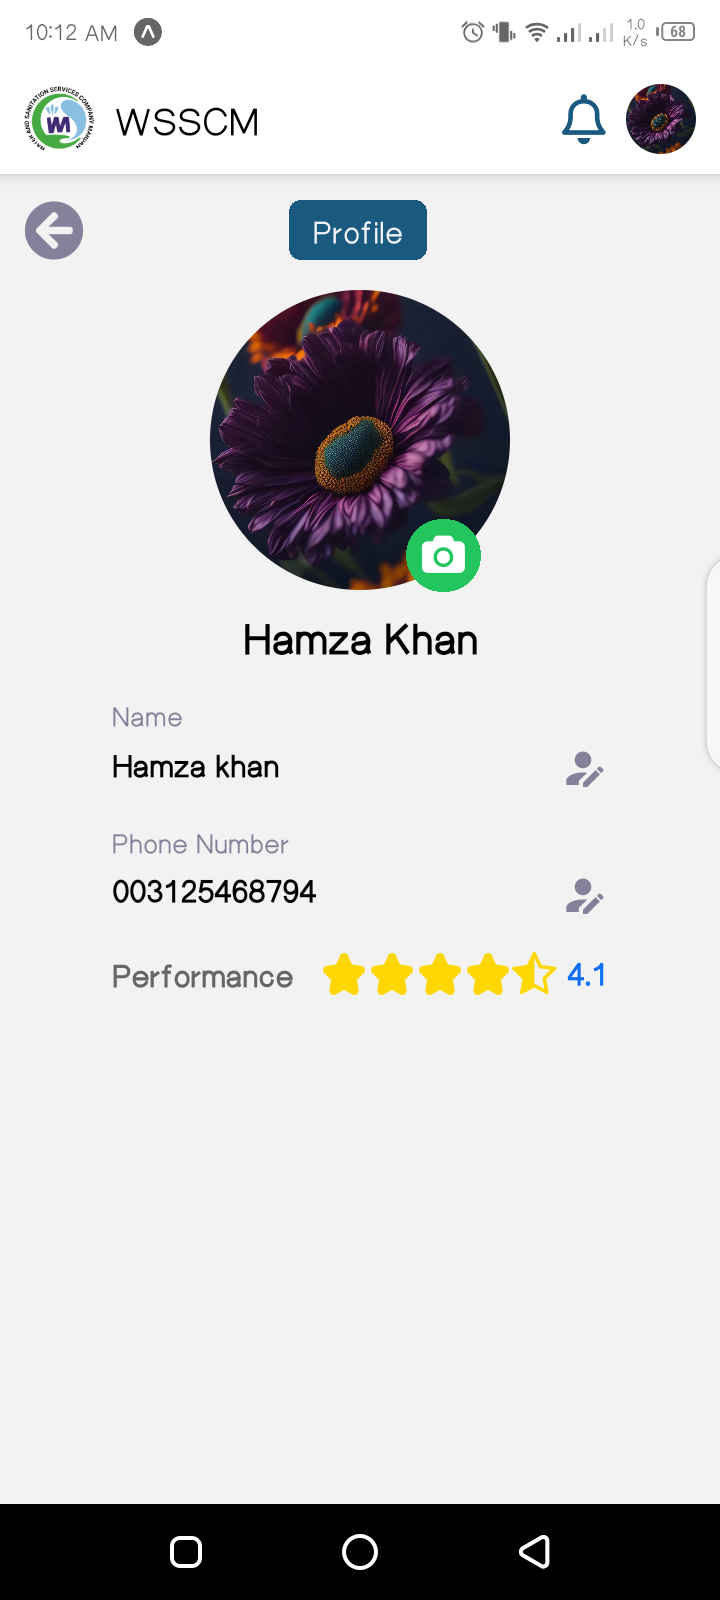 10:12 AM
1.0
K/s
68
WATER AND SANITATION SERVICES COMPANY MARDAN
WM
WSSCM
Profile
Hamza Khan
Name
Hamza khan
Phone Number
003125468794
Performance 4.1